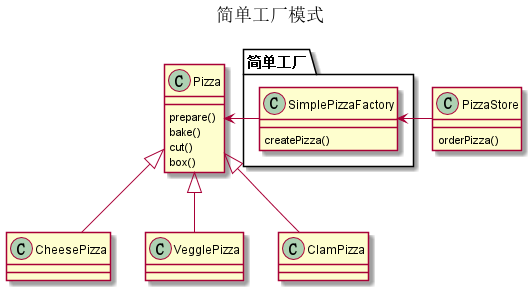 简单工厂模式
简单工厂
C Pizza
prepare()
bake()
cut()
box()
C SimplePizzaFactory
createPizza()
C PizzaStore
orderPizza()
C CheesePizza
C VegglePizza
C ClamPizza